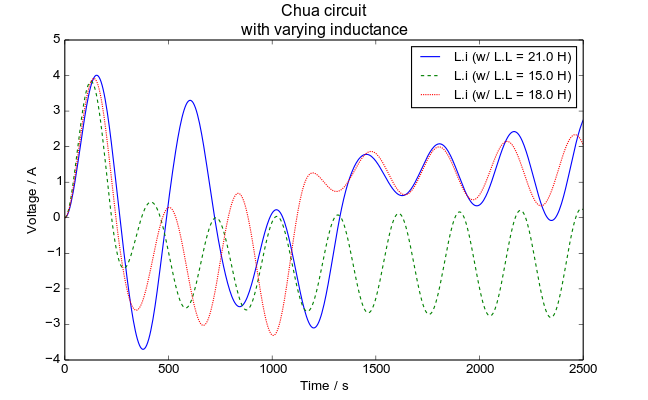 Chua circuit
with varying inductance
L.i (w/ L.L = 21.0 H)
L.i (w/ L.L = 15.0 H)
L.i (w/ L.L = 18.0 H)
Voltage / A
5
4
3
2
1
0
−1
−2
−3
−4
0 500 1000 1500 2000 2500
Time / s